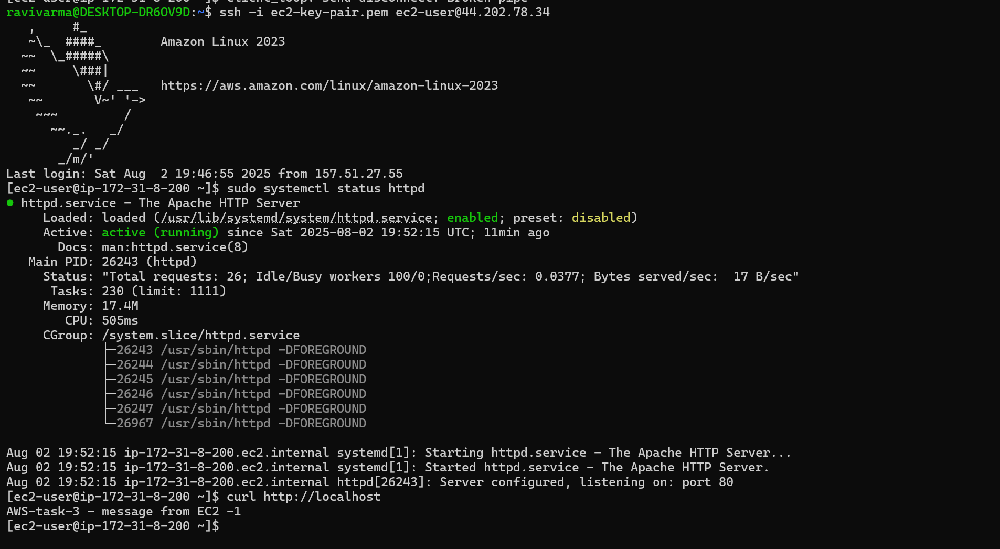 [ec2-user@ip-172-31-8-200 ~]$ client_loop: send disconnect: Broken pipe
ravivarma@DESKTOP-DR6OV9D:~$ ssh -i ec2-key-pair.pem ec2-user@44.202.78.34
   ,     #_
   ~\_  ####_        Amazon Linux 2023
  ~~  \_#####\
  ~~     \###|
  ~~       \#/ ___   https://aws.amazon.com/linux/amazon-linux-2023
   ~~       V~' '->
    ~~~         /
      ~~._.   _/
         _/ _/
       _/m/'
Last login: Sat Aug  2 19:46:55 2025 from 157.51.27.55
[ec2-user@ip-172-31-8-200 ~]$ sudo systemctl status httpd
● httpd.service - The Apache HTTP Server
     Loaded: loaded (/usr/lib/systemd/system/httpd.service; enabled; preset: disabled)
     Active: active (running) since Sat 2025-08-02 19:52:15 UTC; 11min ago
       Docs: man:httpd.service(8)
   Main PID: 26243 (httpd)
     Status: "Total requests: 26; Idle/Busy workers 100/0;Requests/sec: 0.0377; Bytes served/sec:  17 B/sec"
      Tasks: 230 (limit: 1111)
     Memory: 17.4M
        CPU: 505ms
     CGroup: /system.slice/httpd.service
             ├─26243 /usr/sbin/httpd -DFOREGROUND
             ├─26244 /usr/sbin/httpd -DFOREGROUND
             ├─26245 /usr/sbin/httpd -DFOREGROUND
             ├─26246 /usr/sbin/httpd -DFOREGROUND
             ├─26247 /usr/sbin/httpd -DFOREGROUND
             └─26967 /usr/sbin/httpd -DFOREGROUND

Aug 02 19:52:15 ip-172-31-8-200.ec2.internal systemd[1]: Starting httpd.service - The Apache HTTP Server...
Aug 02 19:52:15 ip-172-31-8-200.ec2.internal systemd[1]: Started httpd.service - The Apache HTTP Server.
Aug 02 19:52:15 ip-172-31-8-200.ec2.internal httpd[26243]: Server configured, listening on: port 80
[ec2-user@ip-172-31-8-200 ~]$ curl http://localhost
AWS-task-3 - message from EC2 -1
[ec2-user@ip-172-31-8-200 ~]$